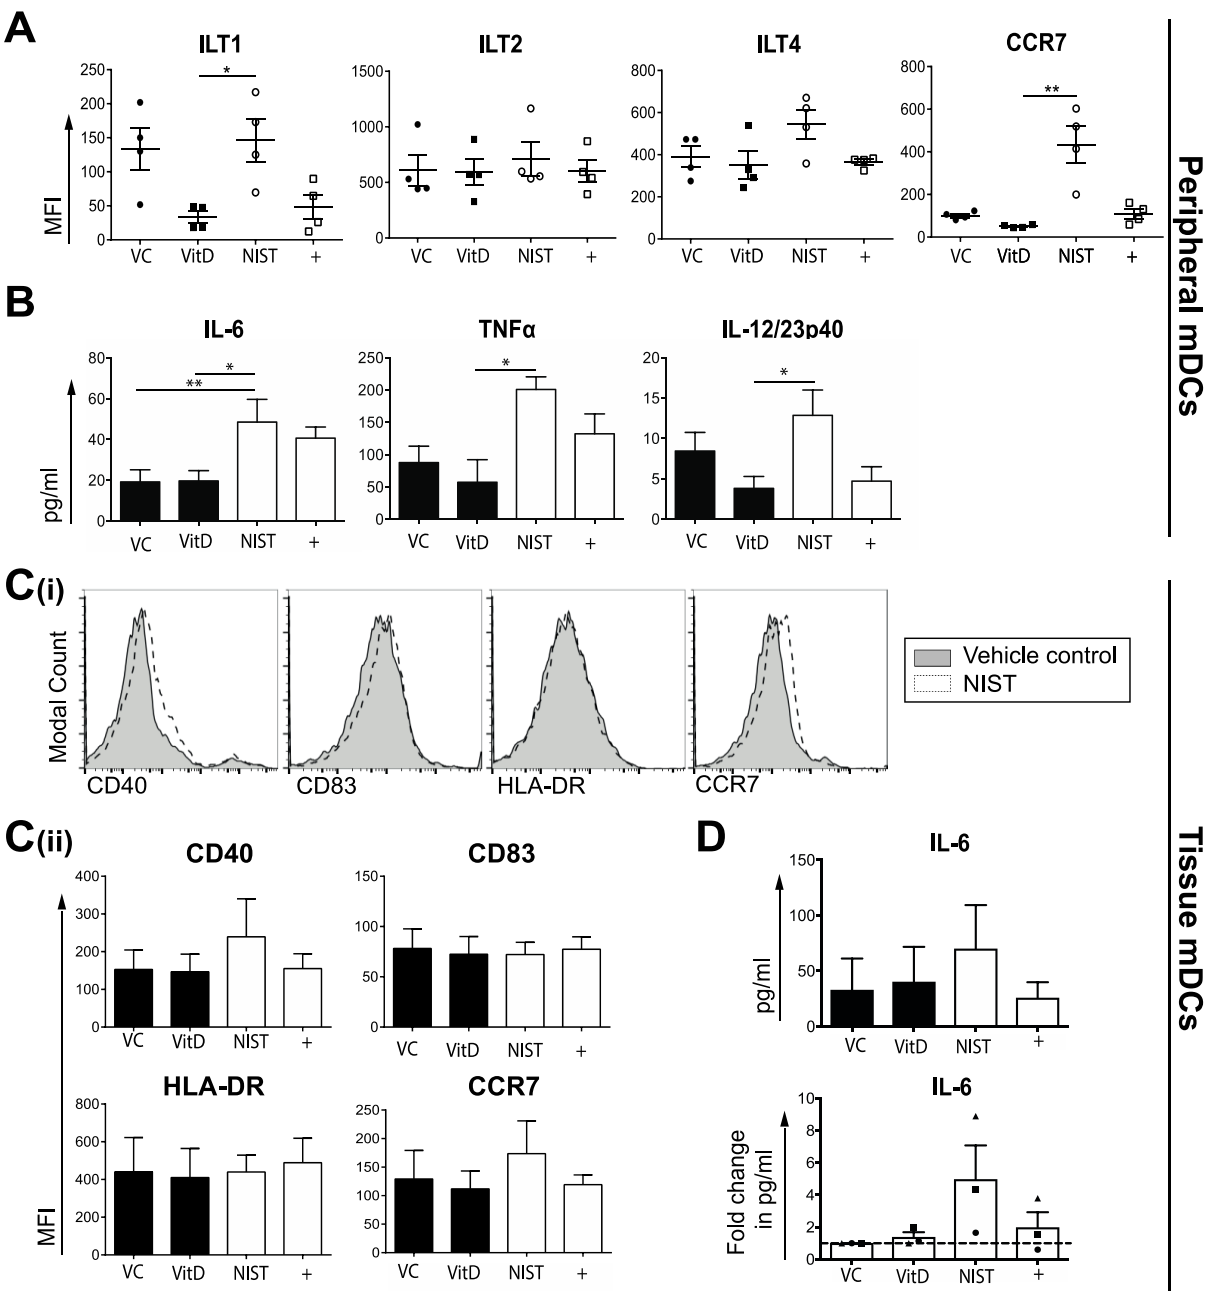 A
ILT1
ILT2
ILT4
CCR7
MFI
250
200
150
100
50
0
*
VC
VitD
NIST
+
1500
1000
500
0
VC
VitD
NIST
+
800
600
400
200
0
VC
VitD
NIST
+
800
600
400
200
0
**
VC
VitD
NIST
+
Peripheral mDCs
B
IL-6
TNFα
IL-12/23p40
pg/ml
80
60
40
20
0
*
**
VC
VitD
NIST
+
250
200
150
100
50
0
*
VC
VitD
NIST
+
20
15
10
5
0
*
VC
VitD
NIST
+
C(i)
Modal Count
CD40
CD83
HLA-DR
CCR7
Vehicle control
NIST
Tissue mDCs
C(ii)
CD40
CD83
MFI
400
300
200
100
0
VC
VitD
NIST
+
150
100
50
0
VC
VitD
NIST
+
HLA-DR
CCR7
800
600
400
200
0
VC
VitD
NIST
+
250
200
150
100
50
0
VC
VitD
NIST
+
D
IL-6
pg/ml
150
100
50
0
VC
VitD
NIST
+
IL-6
Fold change
in pg/ml
10
8
6
4
2
0
VC
VitD
NIST
+